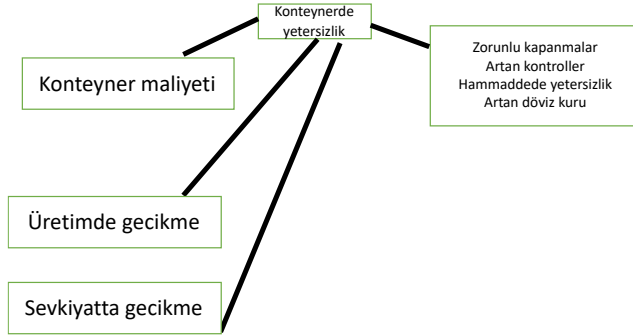 Konteynerde
yetersizlik
Konteyner maliyeti
Zorunlu kapanmalar
Artan kontroller
Hammaddede yetersizlik
Artan döviz kuru
Üretimde gecikme
Sevkiyatta gecikme